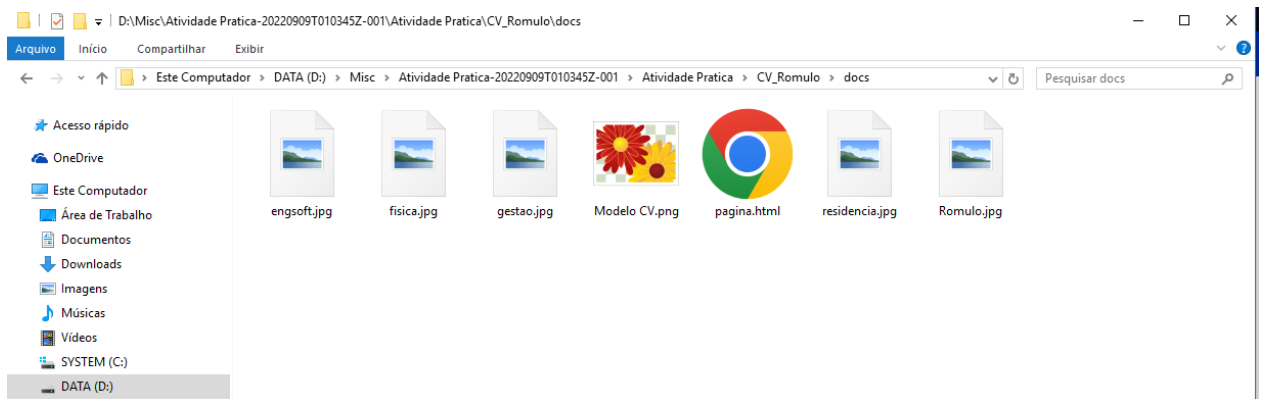 D:\Misc\Atividade Pratica-20220909T010345Z-001\Atividade Pratica\CV_Romulo\docs
Arquivo Início Compartilhar Exibir
Este Computador > DATA (D:) > Misc > Atividade Pratica-20220909T010345Z-001 > Atividade Pratica > CV_Romulo > docs Pesquisar docs
Acesso rápido
OneDrive
Este Computador
Área de Trabalho
Documentos
Downloads
Imagens
Músicas
Vídeos
SYSTEM (C:)
DATA (D:)
engsoft.jpg fisica.jpg gestao.jpg Modelo CV.png pagina.html residencia.jpg Romulo.jpg